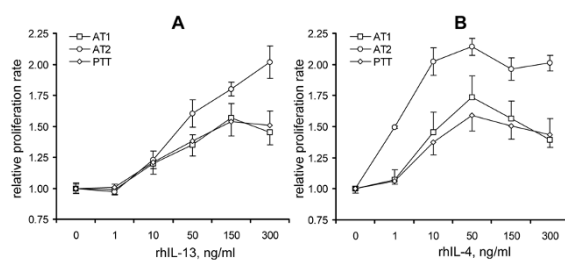 A
AT1
AT2
PTT
relative proliferation rate
2.25
2.00
1.75
1.50
1.25
1.00
0.75
0 1 10 50 150 300
rhIL-13, ng/ml
B
AT1
AT2
PTT
relative proliferation rate
2.25
2.00
1.75
1.50
1.25
1.00
0.75
0 1 10 50 150 300
rhIL-4, ng/ml